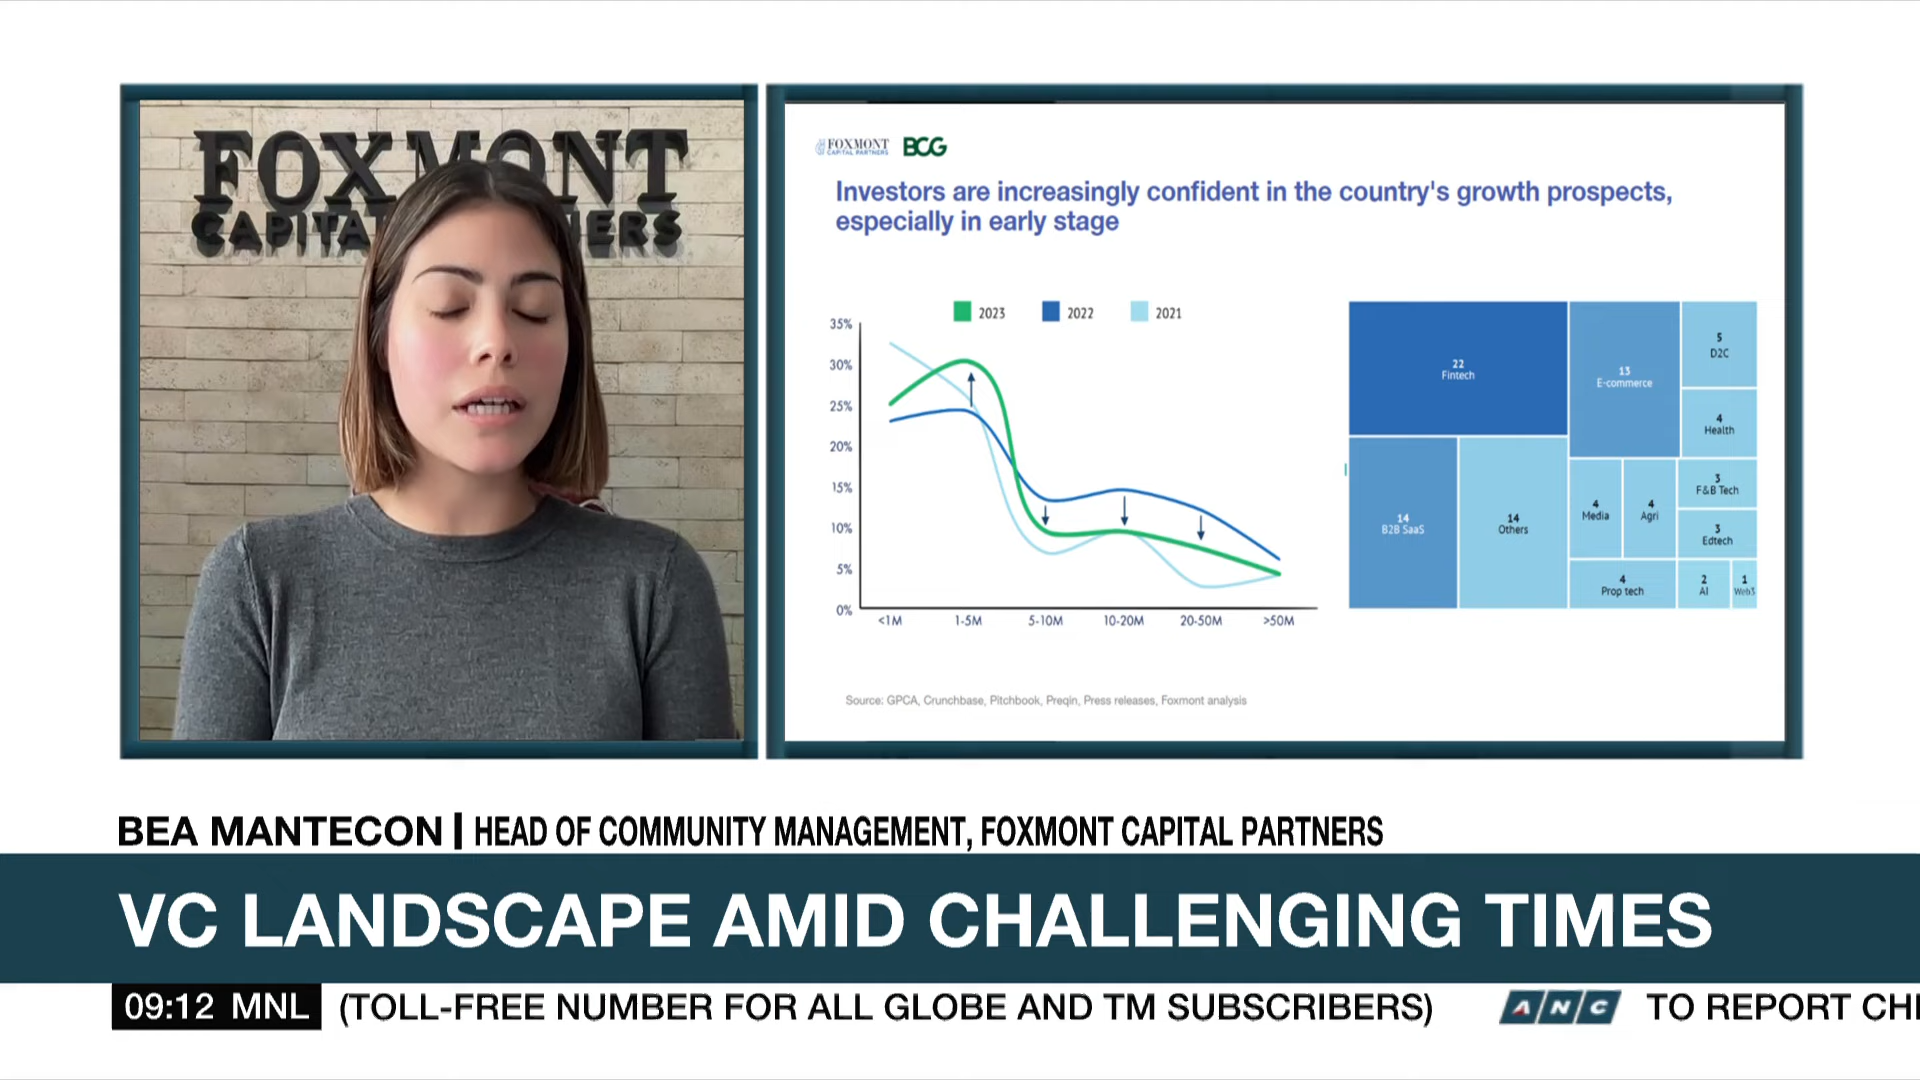 FOXMONT
FOXMONT
CAPITAL PARTNERS
BCG
Investors are increasingly confident in the country's growth prospects,
especially in early stage
2023
2022
2021
35%
30%
25%
20%
15%
10%
5%
0%
<1M
1-5M
5-10M
10-20M
20-50M
>50M
22
Fintech
13
E-commerce
5
D2C
4
Health
14
B2B SaaS
14
Others
4
Media
4
Agri
3
F&B Tech
3
Edtech
4
Prop tech
2
AI
1
Web3
Source: GPCA, Crunchbase, Pitchbook, Preqin, Press releases, Foxmont analysis
BEA MANTECON | HEAD OF COMMUNITY MANAGEMENT, FOXMONT CAPITAL PARTNERS
VC LANDSCAPE AMID CHALLENGING TIMES
09:12 MNL (TOLL-FREE NUMBER FOR ALL GLOBE AND TM SUBSCRIBERS) ANC TO REPORT